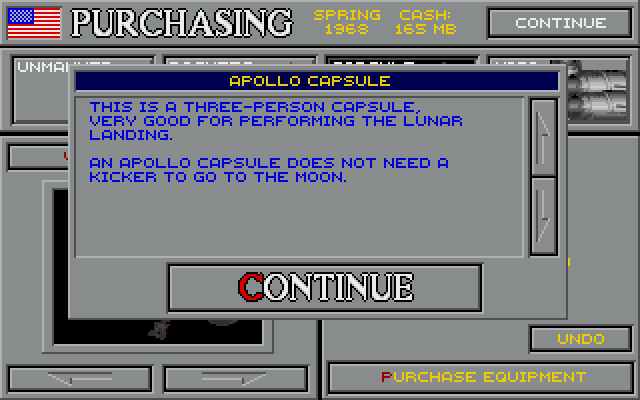 PURCHASING
SPRING
1968
CASH:
165 MB
CONTINUE
APOLLO CAPSULE
THIS IS A THREE-PERSON CAPSULE,
VERY GOOD FOR PERFORMING THE LUNAR
LANDING.
AN APOLLO CAPSULE DOES NOT NEED A
KICKER TO GO TO THE MOON.
CONTINUE
UNDO
PURCHASE EQUIPMENT